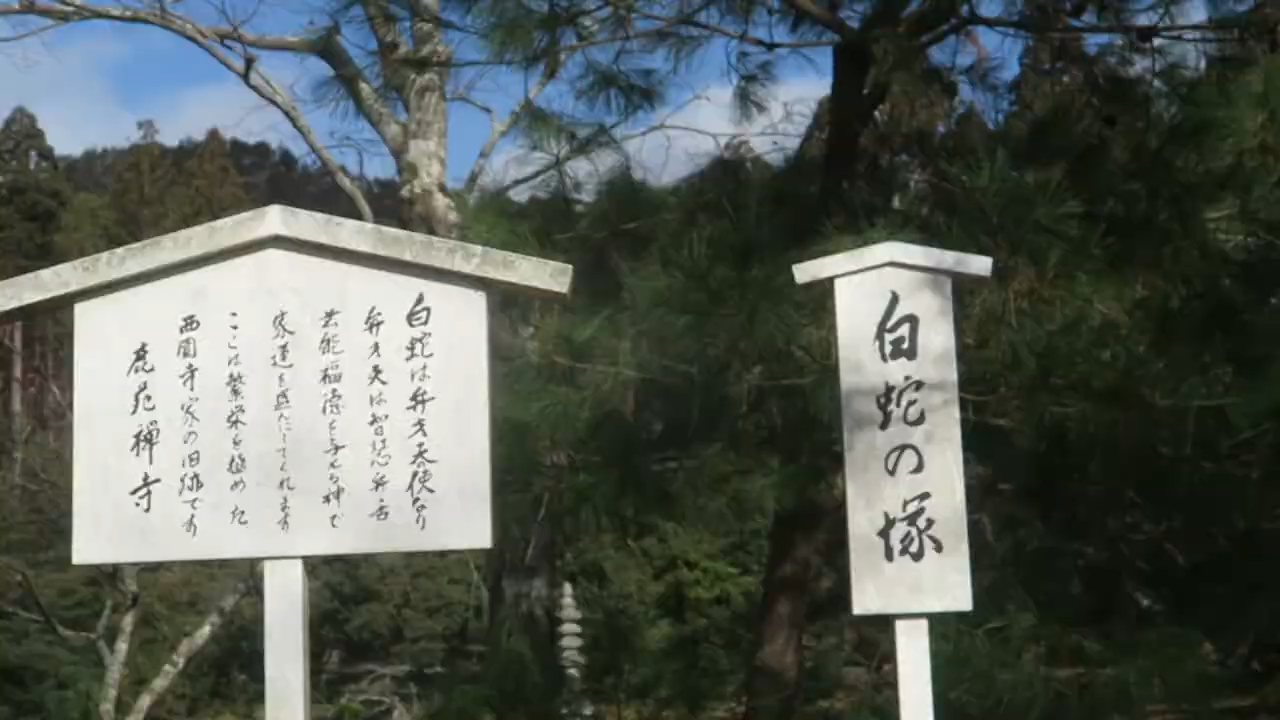 白蛇は弁才天使なり
弁才天は智慧弁舌
芸能福徳を与せる神で
家運を盛んにしてくれます
ここは繁栄を極めた
西園寺家の旧跡です
鹿苑禅寺
白蛇の塚